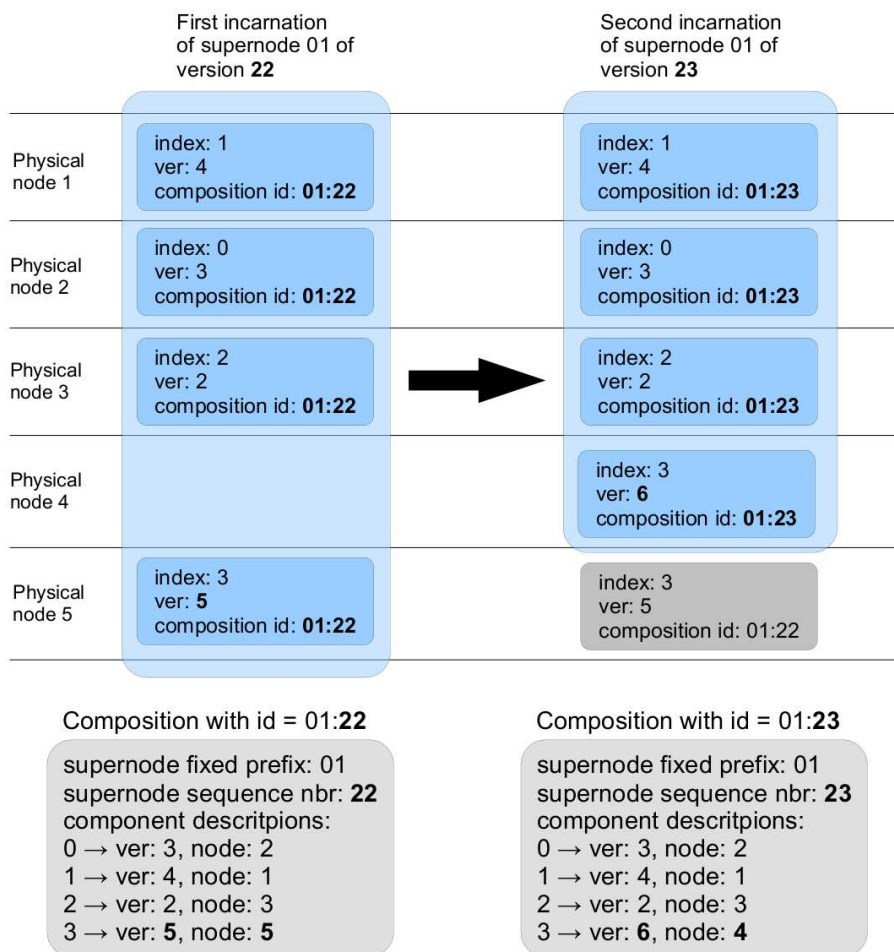 First incarnation
of supernode 01 of
version 22
Second incarnation
of supernode 01 of
version 23
Physical
node 1
index: 1
ver: 4
composition id: 01:22
index: 1
ver: 4
composition id: 01:23
Physical
node 2
index: 0
ver: 3
composition id: 01:22
index: 0
ver: 3
composition id: 01:23
Physical
node 3
index: 2
ver: 2
composition id: 01:22
index: 2
ver: 2
composition id: 01:23
Physical
node 4
index: 3
ver: 6
composition id: 01:23
Physical
node 5
index: 3
ver: 5
composition id: 01:22
index: 3
ver: 5
composition id: 01:22
Composition with id = 01:22
supernode fixed prefix: 01
supernode sequence nbr: 22
component descritpions:
0 → ver: 3, node: 2
1 → ver: 4, node: 1
2 → ver: 2, node: 3
3 → ver: 5, node: 5
Composition with id = 01:23
supernode fixed prefix: 01
supernode sequence nbr: 23
component descritpions:
0 → ver: 3, node: 2
1 → ver: 4, node: 1
2 → ver: 2, node: 3
3 → ver: 6, node: 4